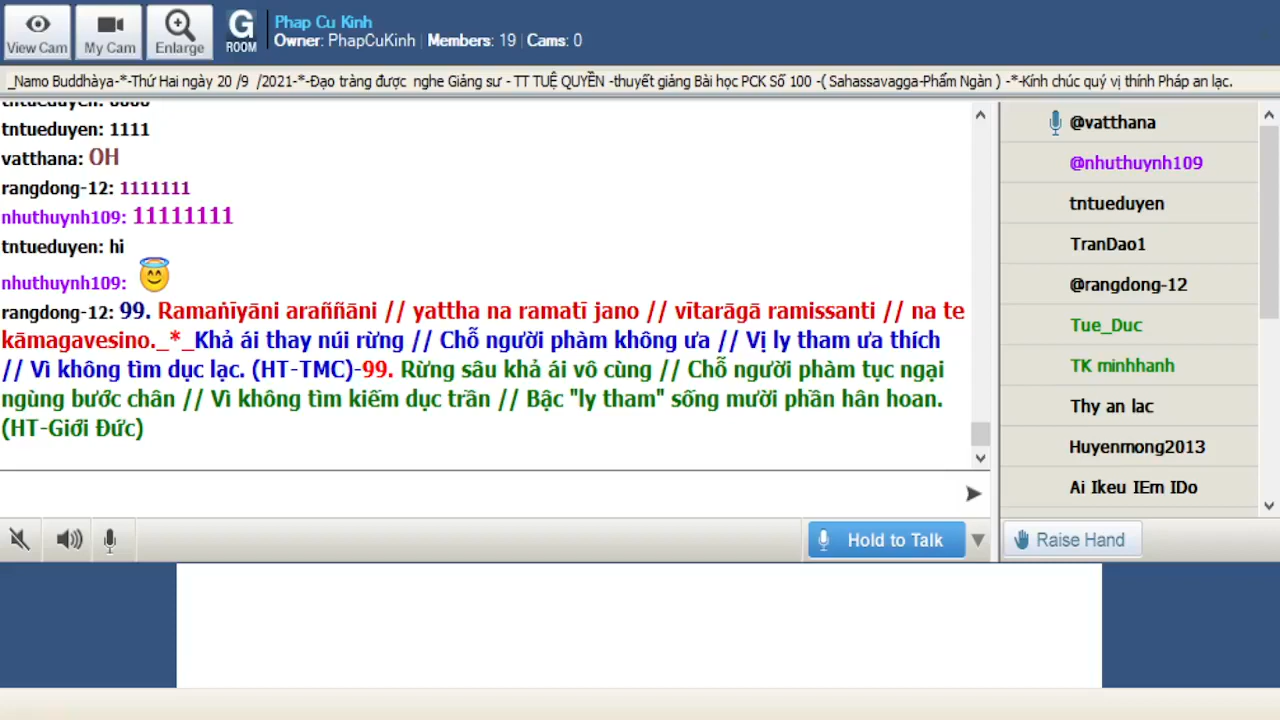 View Cam
My Cam
Enlarge
G
ROOM
Phap Cu Kinh
Owner: PhapCuKinh | Members: 19 | Cams: 0
_Namo Buddhàya-*-Thứ Hai ngày 20 /9 /2021-*-Đạo tràng được nghe Giảng sư - TT TUỆ QUYỀN -thuyết giảng Bài học PCK Số 100 -( Sahassavagga-Phẩm Ngàn ) -*-Kính chúc quý vị thính Pháp an lạc.
tntueduyen: 1111
vatthana: OH
rangdong-12: 1111111
nhuthuynh109: 11111111
tntueduyen: hi
nhuthuynh109:
rangdong-12: 99. Ramaṅīyāni araññāni // yattha na ramatī jano // vītarāgā ramissanti // na te
kāmagavesino._*_Khả ái thay núi rừng // Chỗ người phàm không ưa // Vị ly tham ưa thích
// Vì không tìm dục lạc. (HT-TMC)-99. Rừng sâu khả ái vô cùng // Chỗ người phàm tục ngại
ngùng bước chân // Vì không tìm kiếm dục trần // Bậc "ly tham" sống mười phần hân hoan.
(HT-Giới Đức)
@vatthana
@nhuthuynh109
tntueduyen
TranDao1
@rangdong-12
Tue_Duc
TK minhhanh
Thy an lac
Huyenmong2013
Ai Ikeu IEm IDo
Hold to Talk
Raise Hand